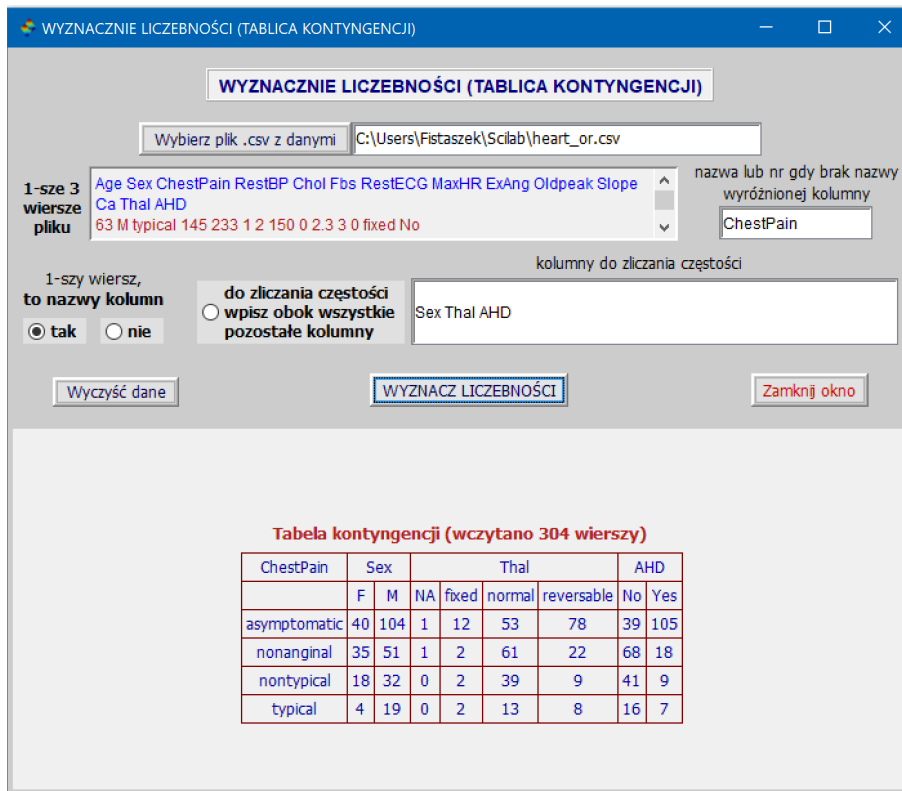 WYZNACZNIE LICZEBNOŚCI (TABLICA KONTYNGENCJI)
WYZNACZNIE LICZEBNOŚCI (TABLICA KONTYNGENCJI)
Wybierz plik .csv z danymi C:\Users\Fistaszek\Scilab\heart_or.csv
1-sze 3
wiersze
pliku
Age Sex ChestPain RestBP Chol Fbs RestECG MaxHR ExAng Oldpeak Slope
Ca Thal AHD
63 M typical 145 233 1 2 150 0 2.3 3 0 fixed No
nazwa lub nr gdy brak nazwy
wyróżnionej kolumny
ChestPain
1-szy wiersz,
to nazwy kolumn
tak nie
do zliczania częstości
wpisz obok wszystkie
pozostałe kolumny
kolumny do zliczania częstości
Sex Thal AHD
Wyczyść dane WYZNACZ LICZEBNOŚCI Zamknij okno
Tabela kontyngencji (wczytano 304 wierszy)
ChestPain Sex Thal AHD
F M NA fixed normal reversable No Yes
asymptomatic 40 104 1 12 53 78 39 105
nonanginal 35 51 1 2 61 22 68 18
nontypical 18 32 0 2 39 9 41 9
typical 4 19 0 2 13 8 16 7